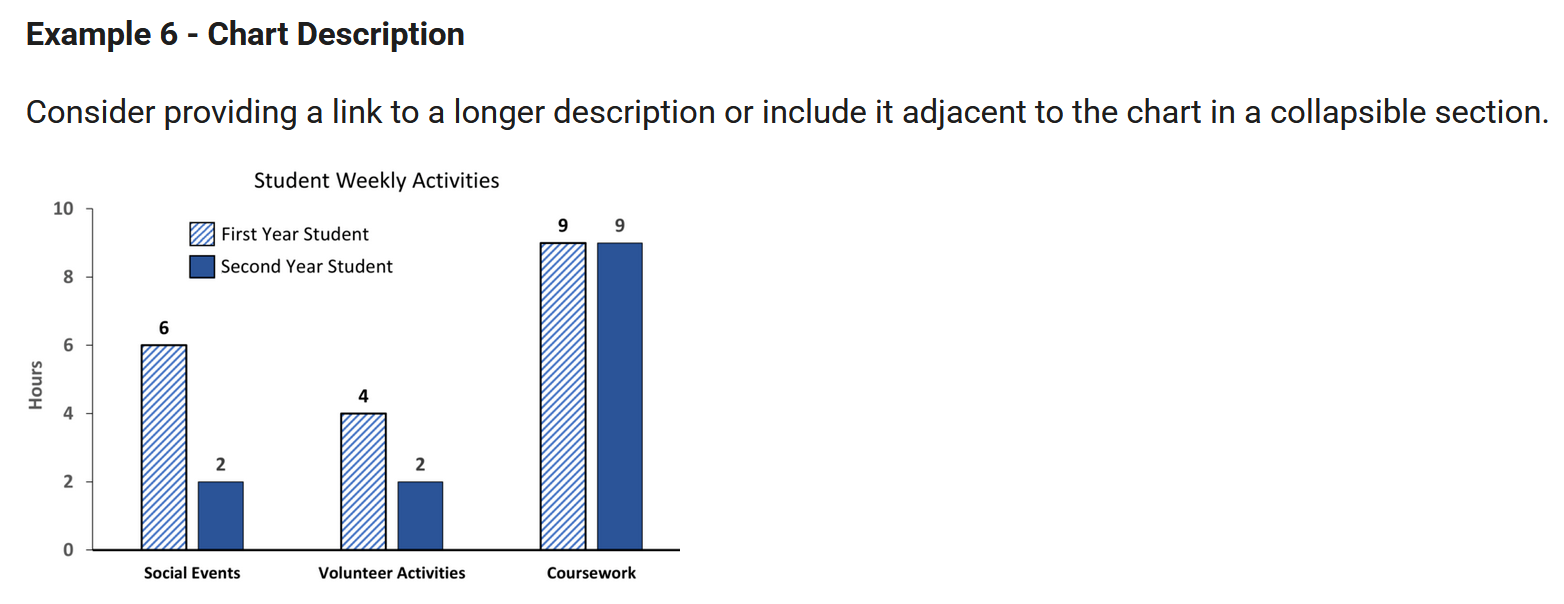 Example 6 - Chart Description
Consider providing a link to a longer description or include it adjacent to the chart in a collapsible section.
Student Weekly Activities
10
8
6
4
2
0
Hours
First Year Student
Second Year Student
6
2
4
2
9
9
Social Events
Volunteer Activities
Coursework